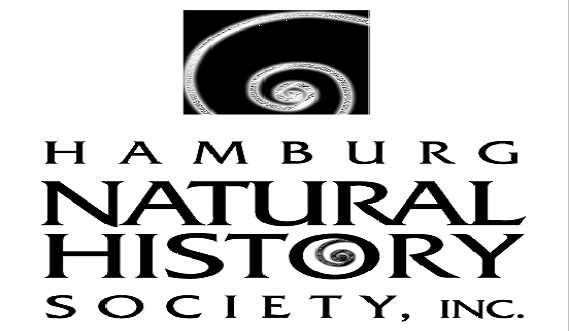 HAMBURG
NATURAL
HISTORY
SOCIETY, INC.